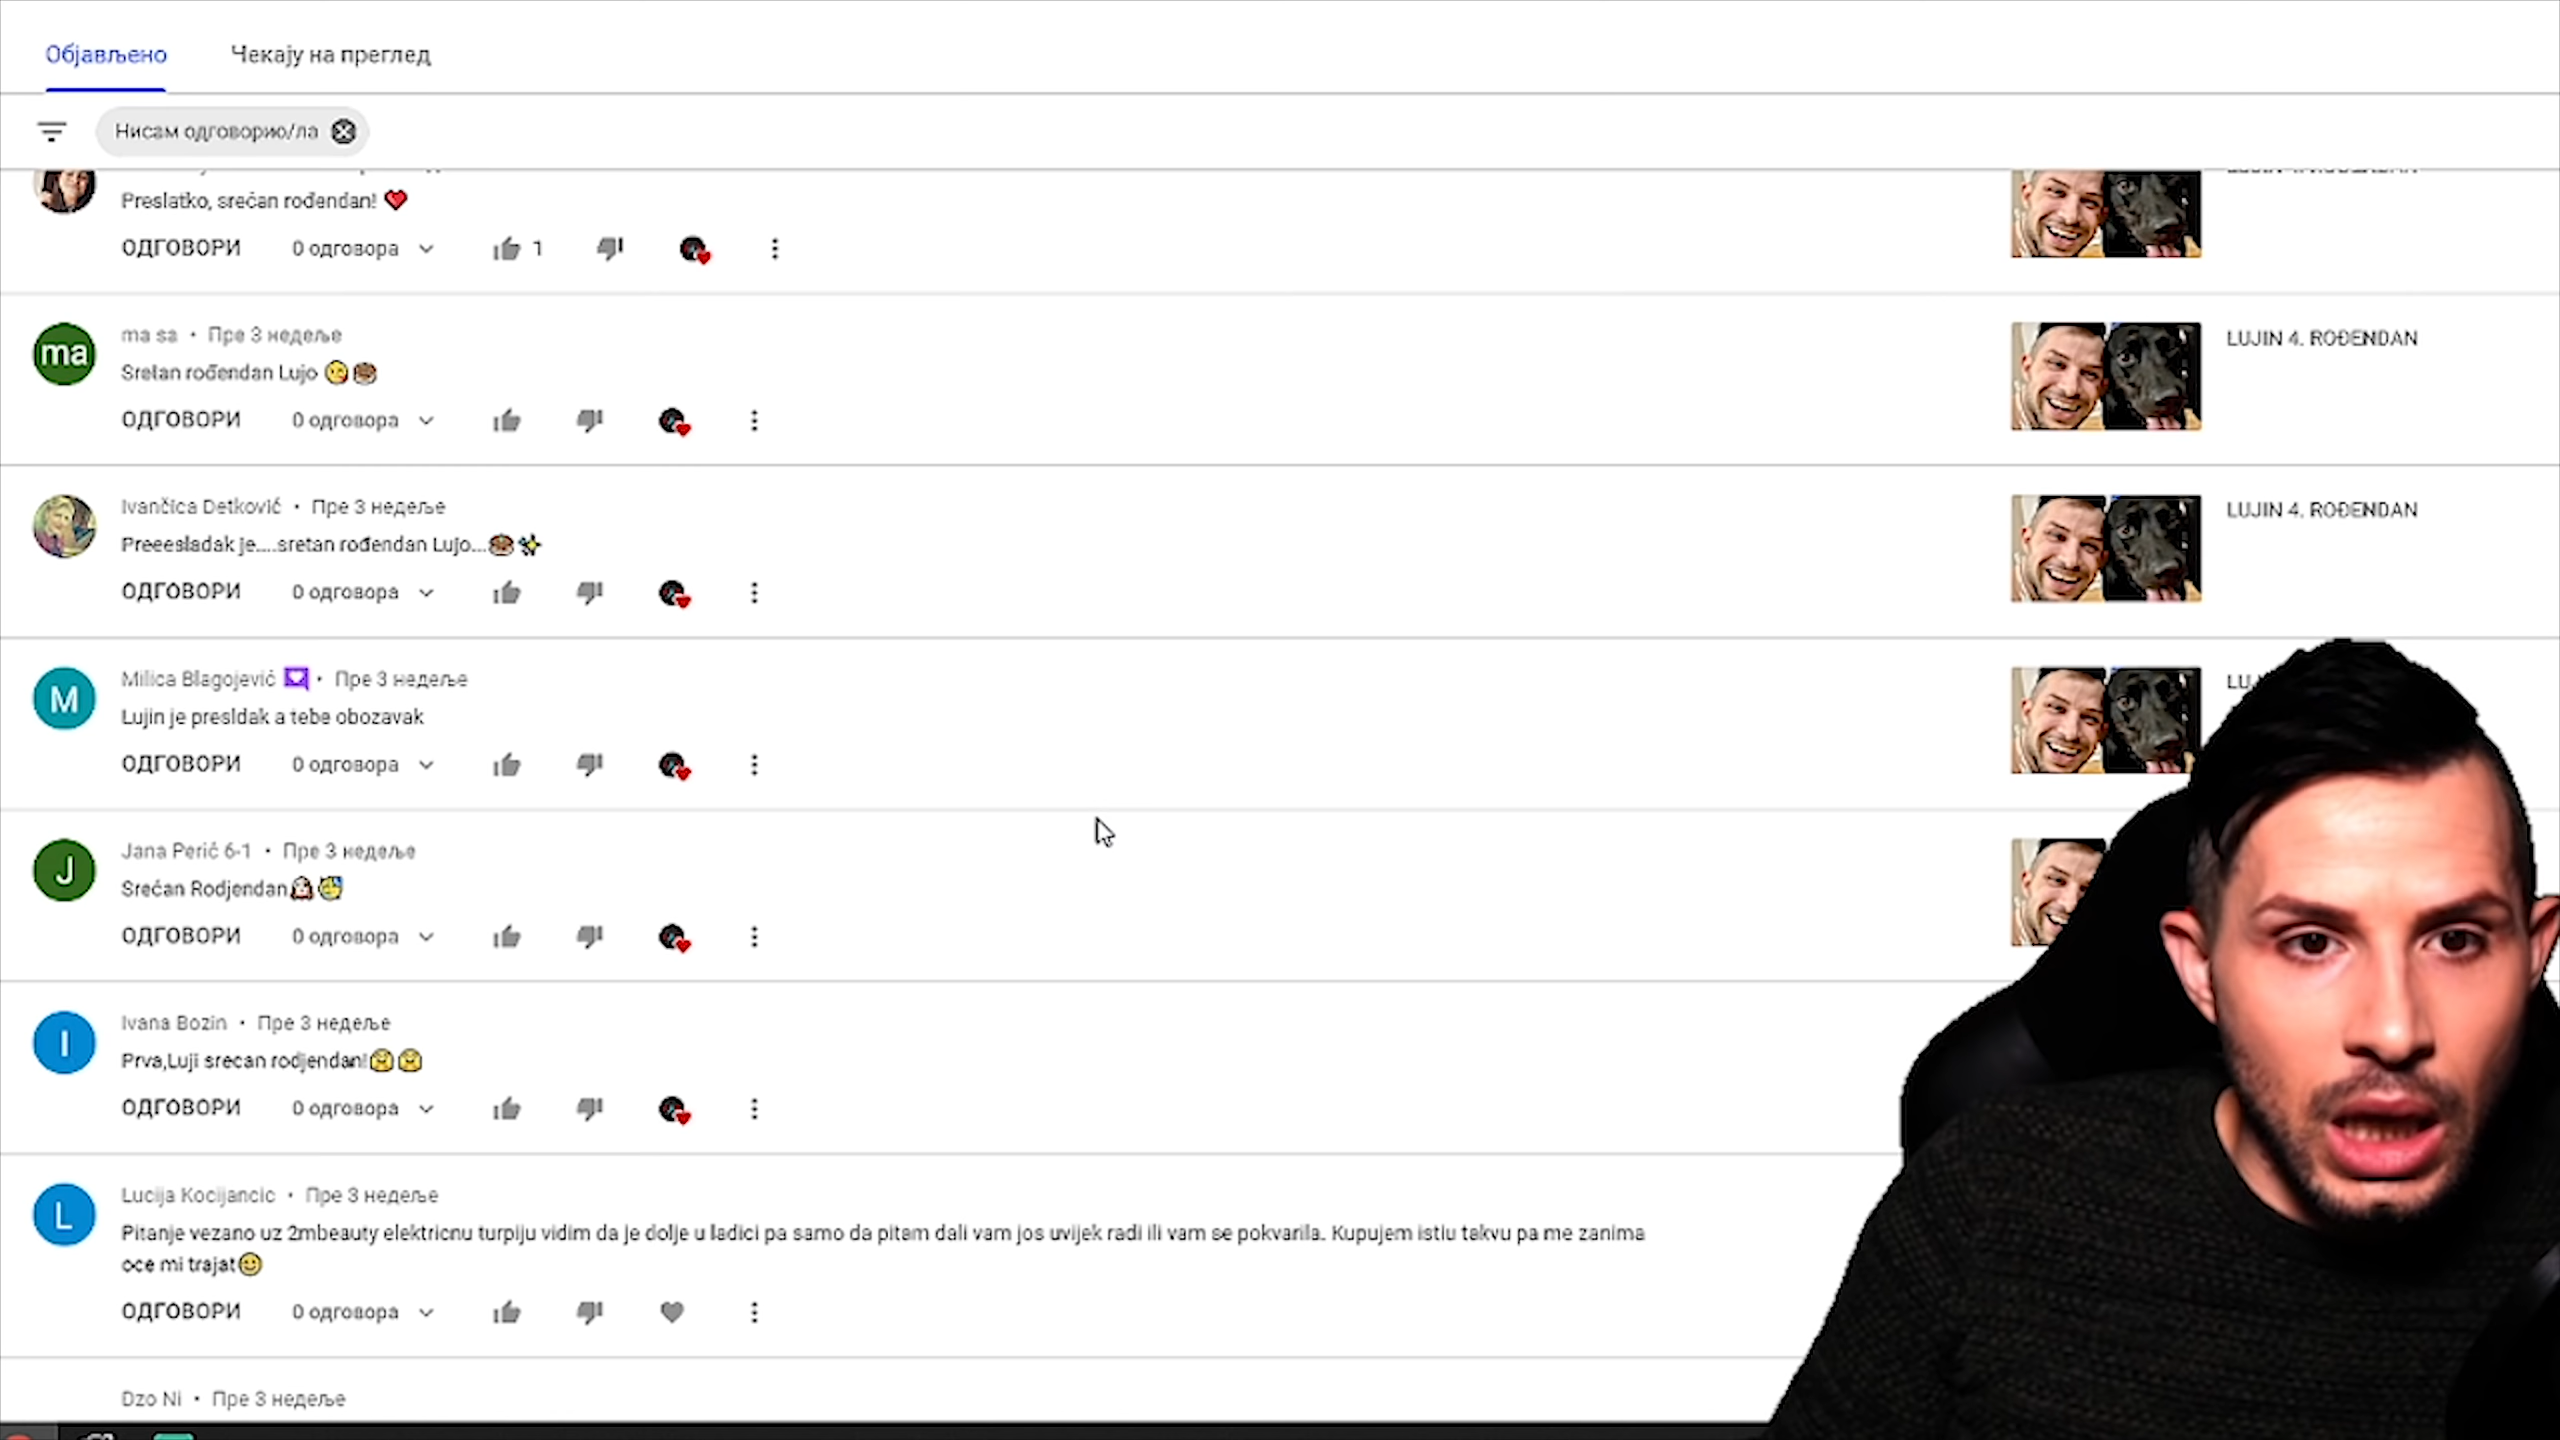 Објављено
Чекају на преглед
Нисам одговорио/ла
Preslatko, srećan rođendan! ❤️
ОДГОВОРИ 0 одговора 1
ma
ma sa • Пре 3 недеље
LUJIN 4. ROĐENDAN
Sretan rođendan Lujo
ОДГОВОРИ 0 одговора
Ivančica Detković • Пре 3 недеље
LUJIN 4. ROĐENDAN
Preeesladak je....sretan rođendan Lujo...
ОДГОВОРИ 0 одговора
M
Milica Blagojević • Пре 3 недеље
Lujin je presldak a tebe obozavak
ОДГОВОРИ 0 одговора
J
Jana Perić 6-1 • Пре 3 недеље
Srećan Rodjendan
ОДГОВОРИ 0 одговора
I
Ivana Bozin • Пре 3 недеље
Prva,Luji srecan rodjendan!
ОДГОВОРИ 0 одговора
L
Lucija Kocijancic • Пре 3 недеље
Pitanje vezano uz 2mbeauty elektricnu turpiju vidim da je dolje u ladici pa samo da pitam dali vam jos uvijek radi ili vam se pokvarila. Kupujem istiu takvu pa me zanima
oce mi trajat
ОДГОВОРИ 0 одговора
Dzo Ni • Пре 3 недеље